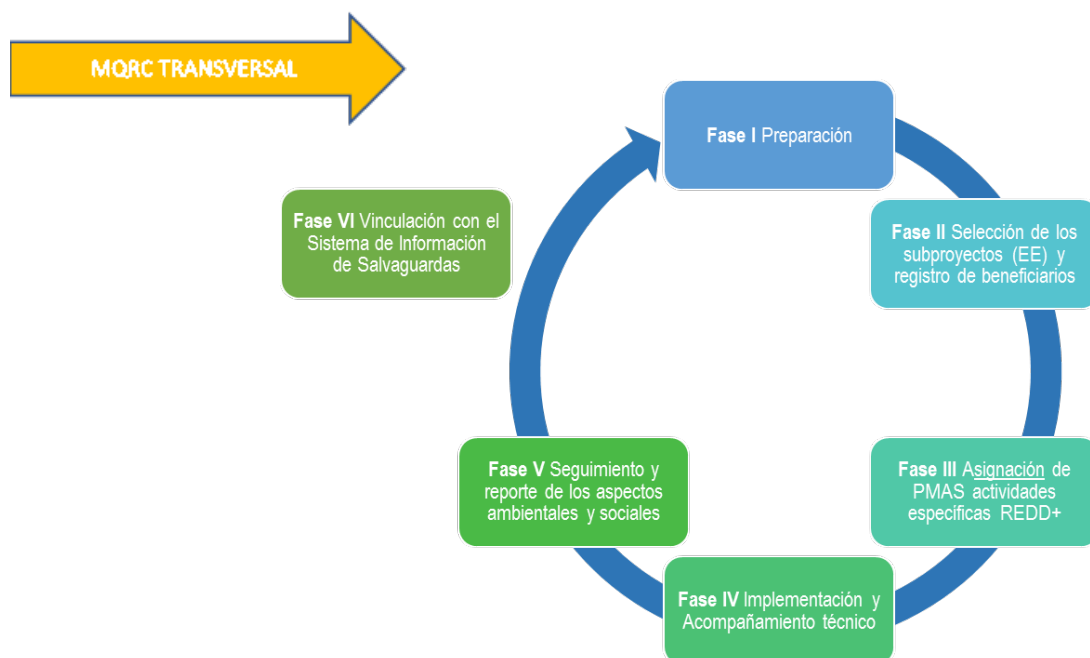 MQRC TRANSVERSAL
Fase I Preparación
Fase II Selección de los
subproyectos (EE) y
registro de beneficiarios
Fase III Asignación de
PMAS actividades
especificas REDD+
Fase IV Implementación y
Acompañamiento técnico
Fase V Seguimiento y
reporte de los aspectos
ambientales y sociales
Fase VI Vinculación con el
Sistema de Información
de Salvaguardas